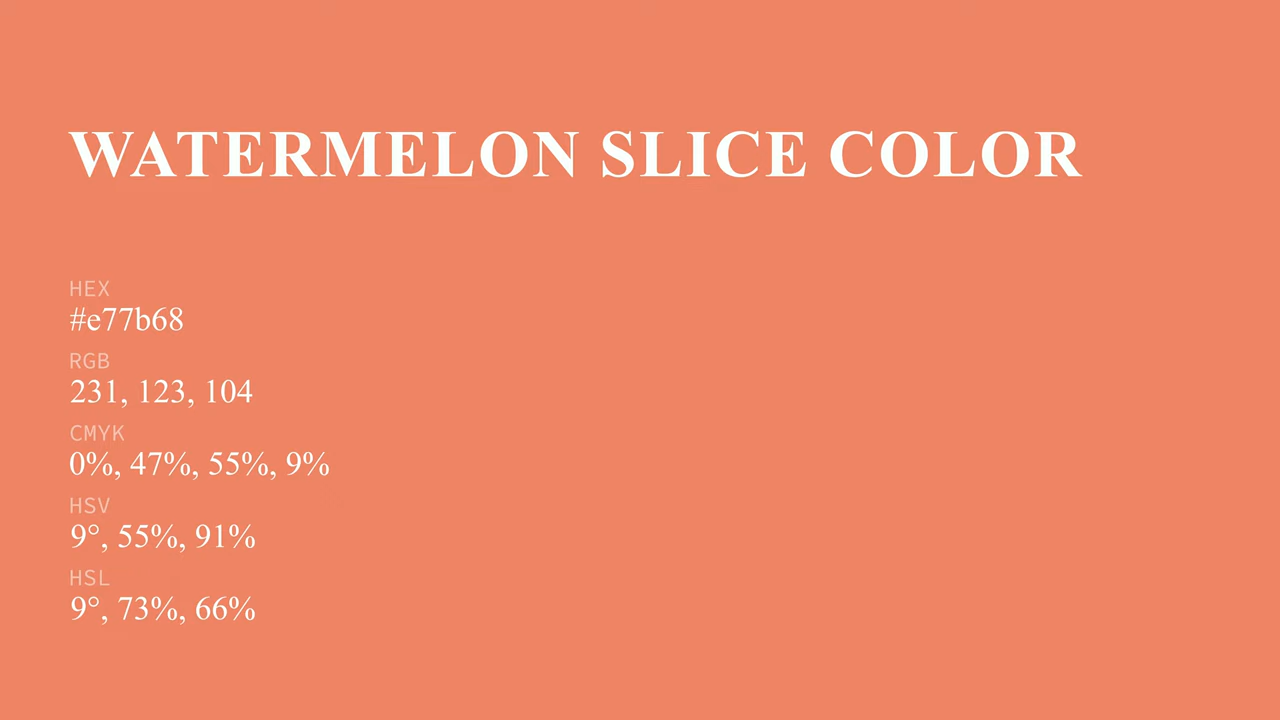 WATERMELON SLICE COLOR
HEX
#e77b68
RGB
231, 123, 104
CMYK
0%, 47%, 55%, 9%
HSV
9°, 55%, 91%
HSL
9°, 73%, 66%